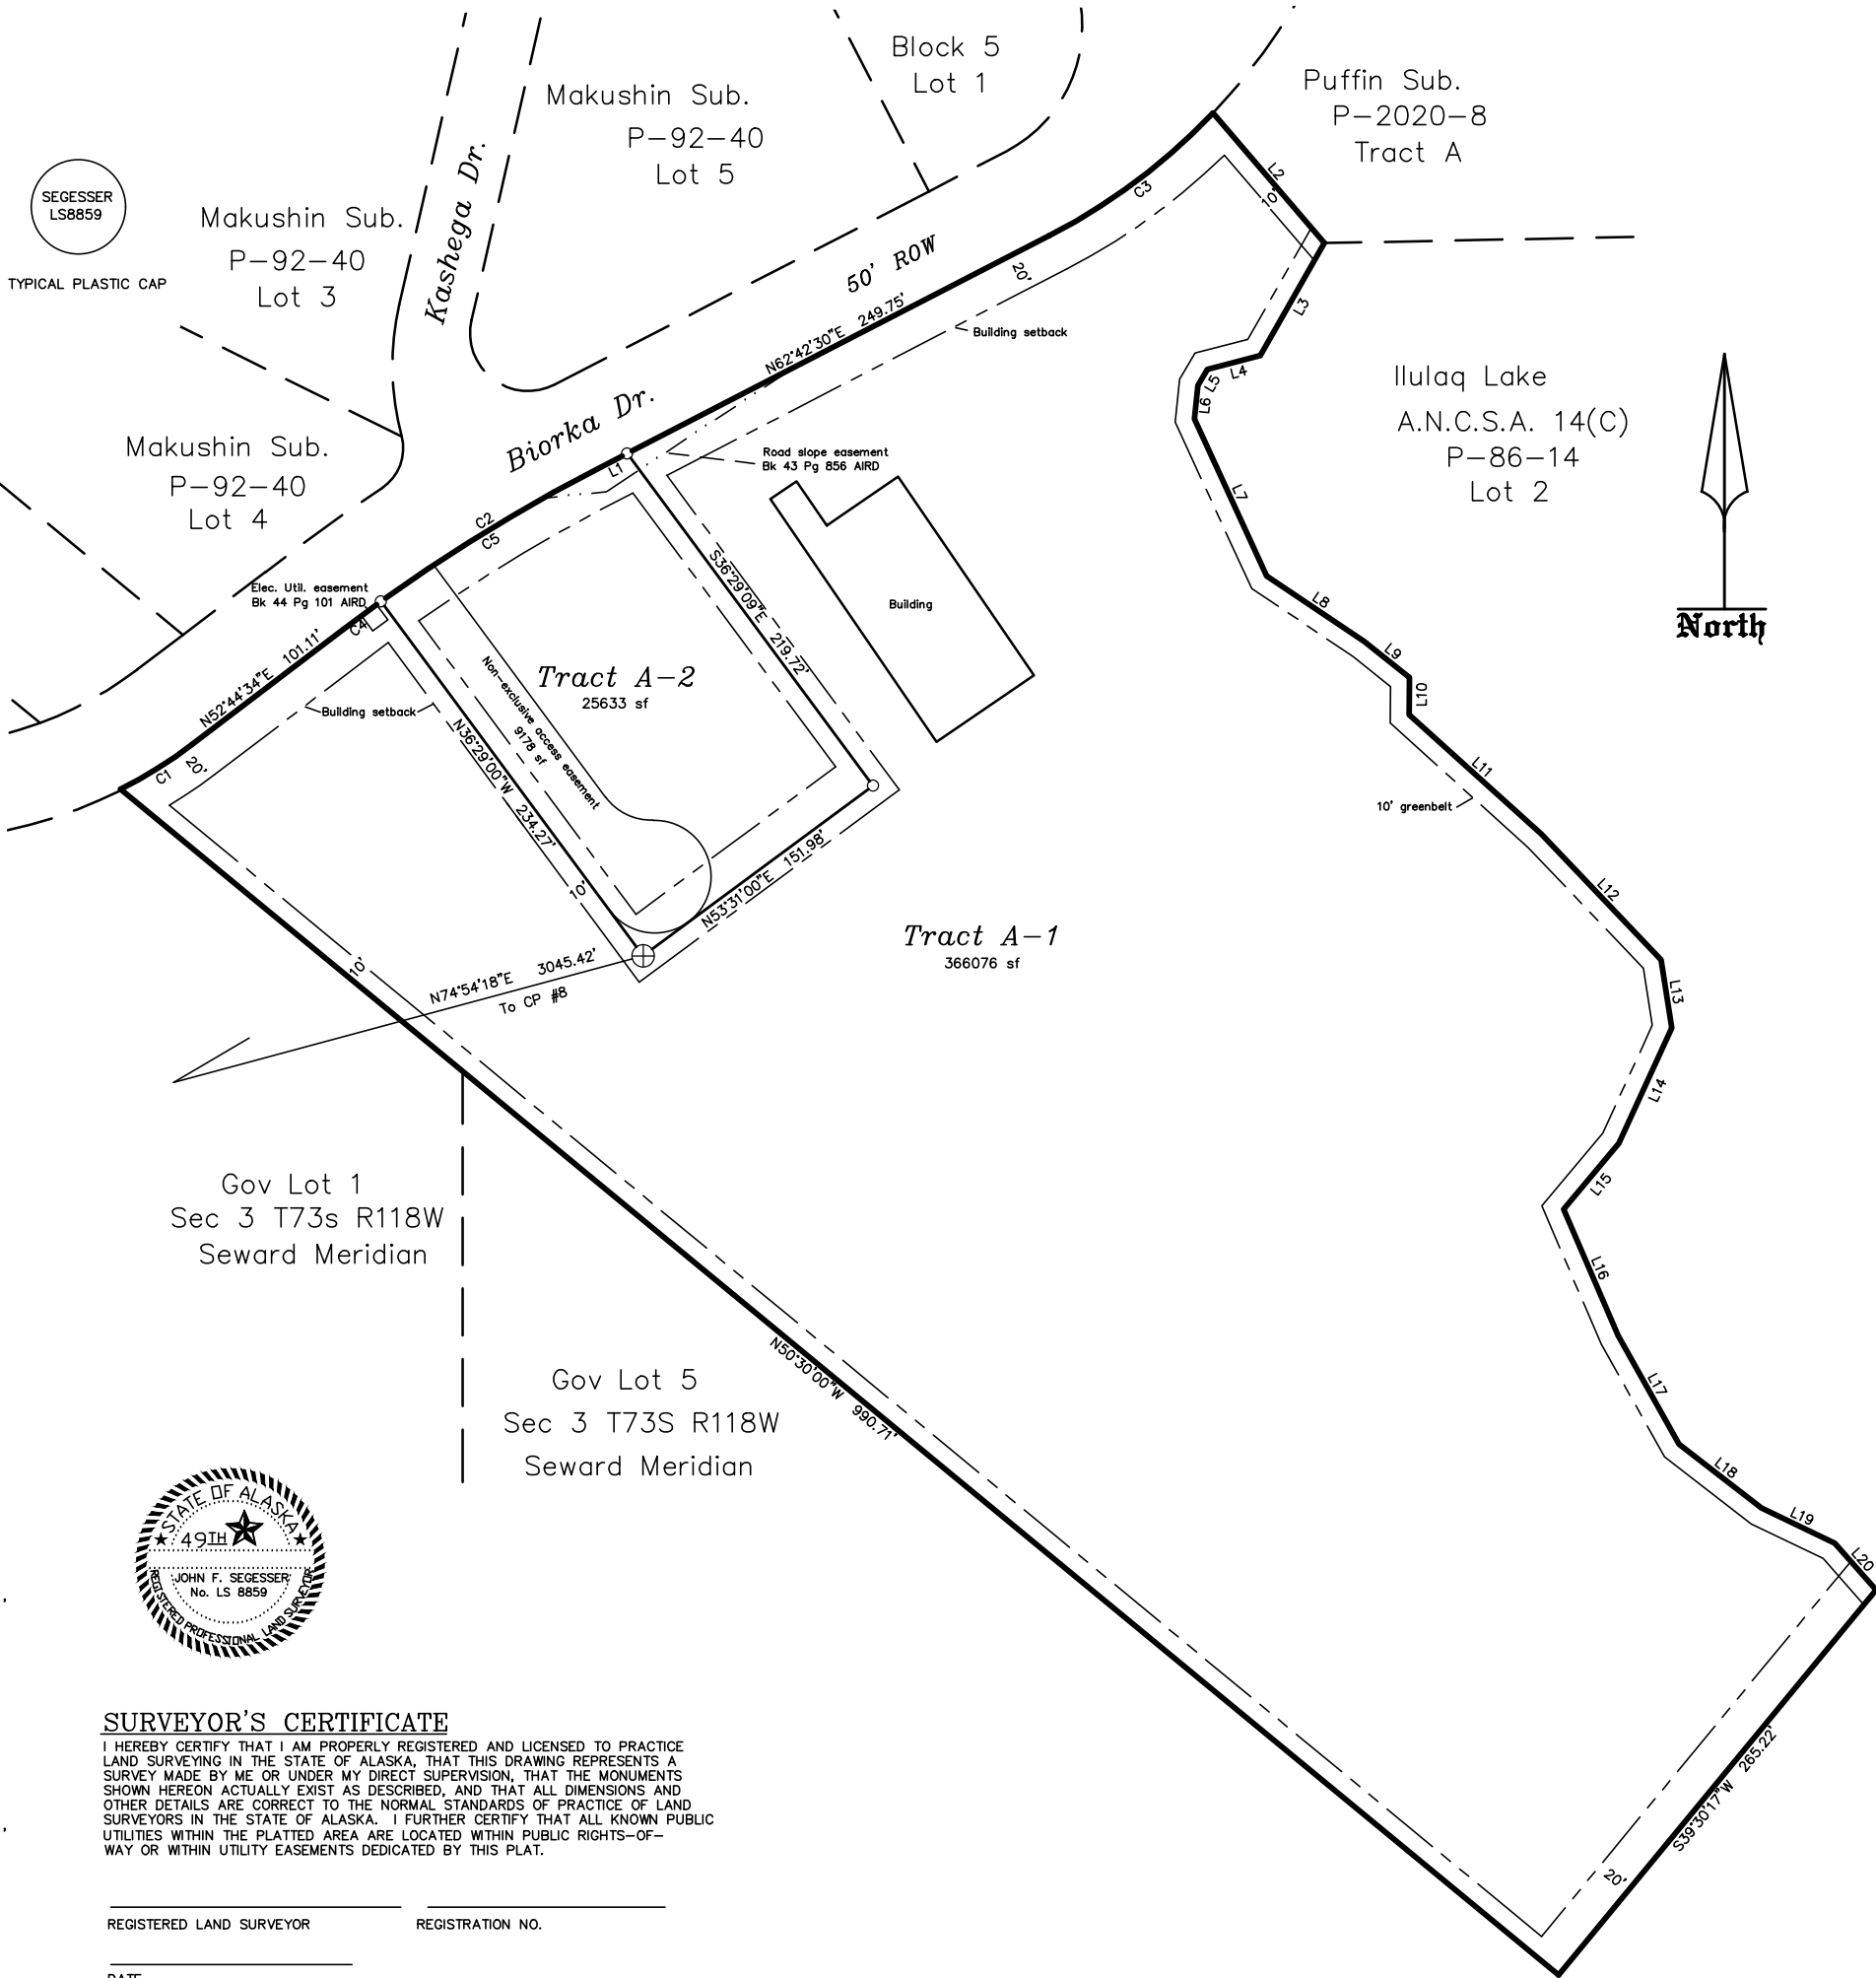 Block 5
Lot 1
Puffin Sub.
P-2020-8
Tract A
Makushin Sub.
P-92-40
Lot 5
Kashega Dr.
SEGESSER
LS8859
TYPICAL PLASTIC CAP
Makushin Sub.
P-92-40
Lot 3
L2
10'
C3
50' ROW
20'
N62°42'30"E 249.75'
Building setback
L3
L4
L5
L6
Ilulaq Lake
A.N.C.S.A. 14(C)
P-86-14
Lot 2
North
Makushin Sub.
P-92-40
Lot 4
Biorka Dr.
L1
Road slope easement
Bk 43 Pg 856 AIRD
L7
C2
C5
S36°29'09"E 219.72'
Building
Elec. Util. easement
Bk 44 Pg 101 AIRD
C4
L8
L9
L10
N52°44'34"E 101.11'
Building setback
Tract A-2
25633 sf
Non-exclusive access easement
9178 sf
N36°29'00"W 234.27'
C1
20'
L11
10' greenbelt
10'
N53°31'00"E 151.98'
L12
Tract A-1
366076 sf
10'
N74°54'18"E 3045.42'
To CP #8
L13
L14
L15
Gov Lot 1
Sec 3 T73s R118W
Seward Meridian
L16
N50°30'00"W 990.71'
Gov Lot 5
Sec 3 T73S R118W
Seward Meridian
L17
L18
L19
L20
STATE OF ALASKA
49TH
JOHN F. SEGESSER
No. LS 8859
REGISTERED PROFESSIONAL LAND SURVEYOR
S39°30'17"W 265.22'
20'
SURVEYOR'S CERTIFICATE
I HEREBY CERTIFY THAT I AM PROPERLY REGISTERED AND LICENSED TO PRACTICE
LAND SURVEYING IN THE STATE OF ALASKA, THAT THIS DRAWING REPRESENTS A
SURVEY MADE BY ME OR UNDER MY DIRECT SUPERVISION, THAT THE MONUMENTS
SHOWN HEREON ACTUALLY EXIST AS DESCRIBED, AND THAT ALL DIMENSIONS AND
OTHER DETAILS ARE CORRECT TO THE NORMAL STANDARDS OF PRACTICE OF LAND
SURVEYORS IN THE STATE OF ALASKA. I FURTHER CERTIFY THAT ALL KNOWN PUBLIC
UTILITIES WITHIN THE PLATTED AREA ARE LOCATED WITHIN PUBLIC RIGHTS-OF-
WAY OR WITHIN UTILITY EASEMENTS DEDICATED BY THIS PLAT.
REGISTERED LAND SURVEYOR REGISTRATION NO.